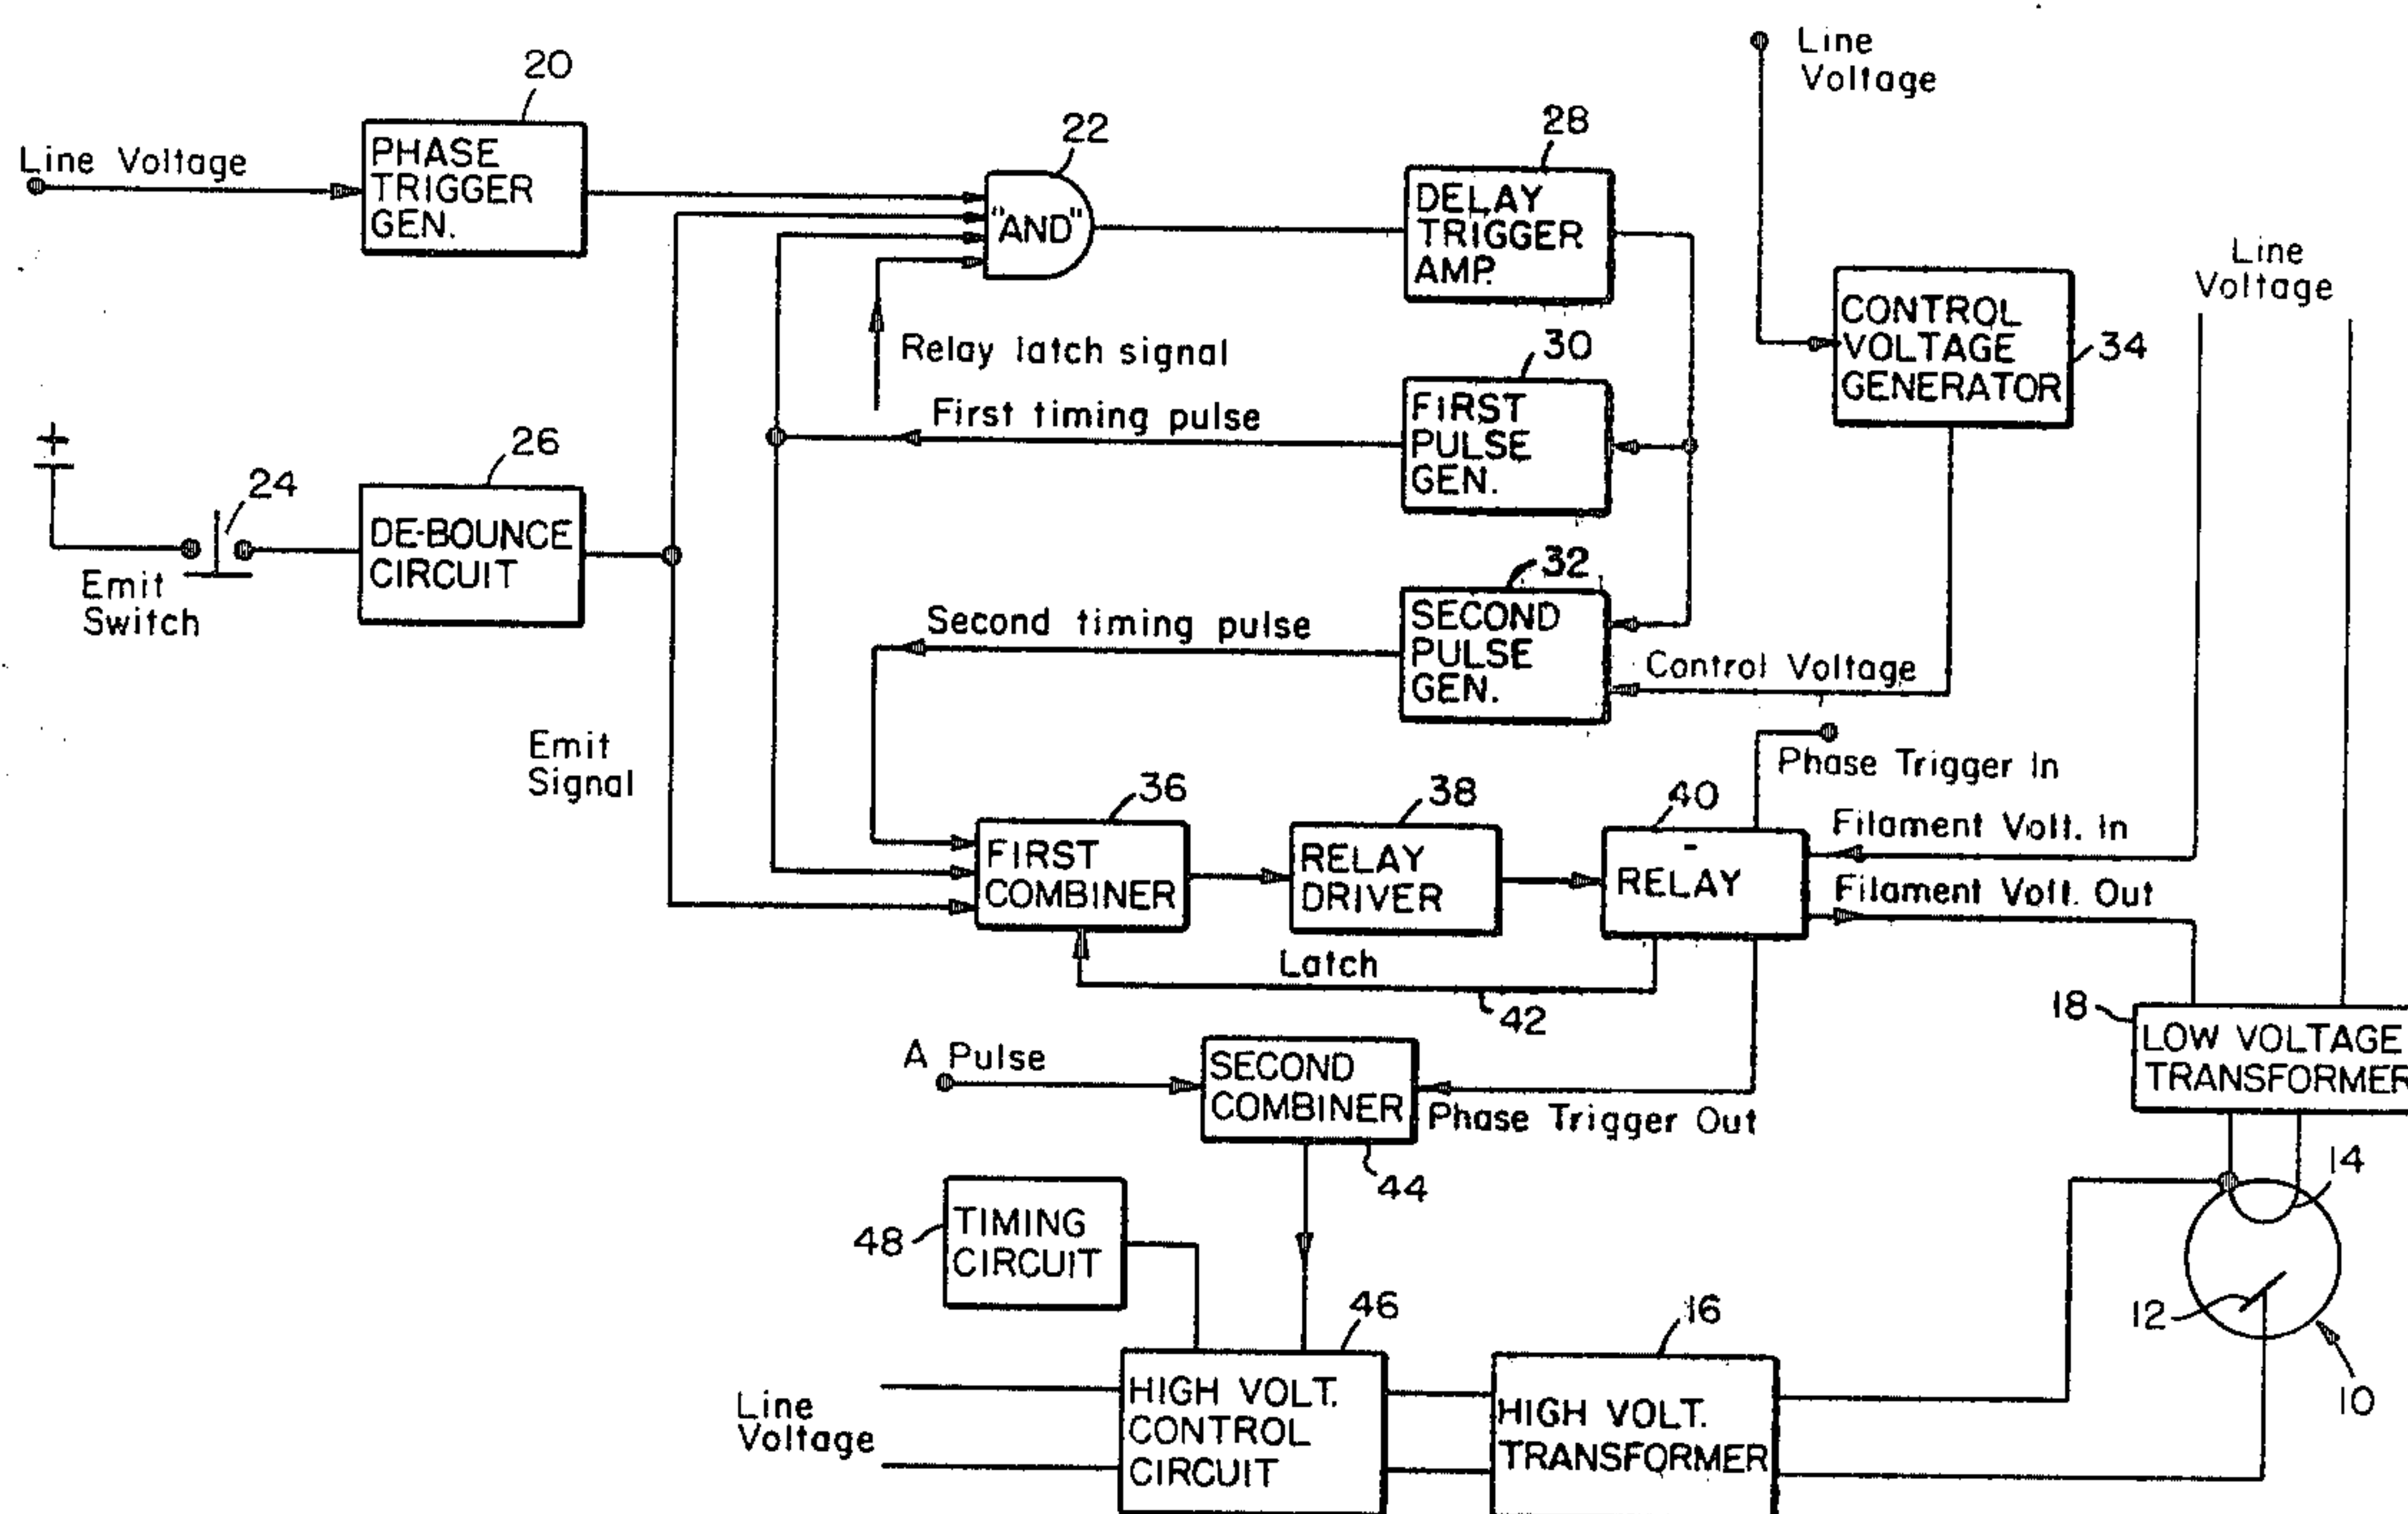 Line
Voltage
20
Line Voltage
PHASE
TRIGGER
GEN.
22
"AND"
28
DELAY
TRIGGER
AMP.
Line
Voltage
CONTROL
VOLTAGE
GENERATOR
34
Relay latch signal
30
First timing pulse
FIRST
PULSE
GEN.
+
24
26
DE-BOUNCE
CIRCUIT
Emit
Switch
32
Second timing pulse
SECOND
PULSE
GEN.
Control Voltage
Emit
Signal
Phase Trigger In
36
38
40
FIRST
COMBINER
RELAY
DRIVER
RELAY
Filament Volt. In
Filament Volt. Out
Latch
42
18
LOW VOLTAGE
TRANSFORMER
A Pulse
SECOND
COMBINER
Phase Trigger Out
44
14
48
TIMING
CIRCUIT
12
10
46
16
Line
Voltage
HIGH VOLT.
CONTROL
CIRCUIT
HIGH VOLT.
TRANSFORMER